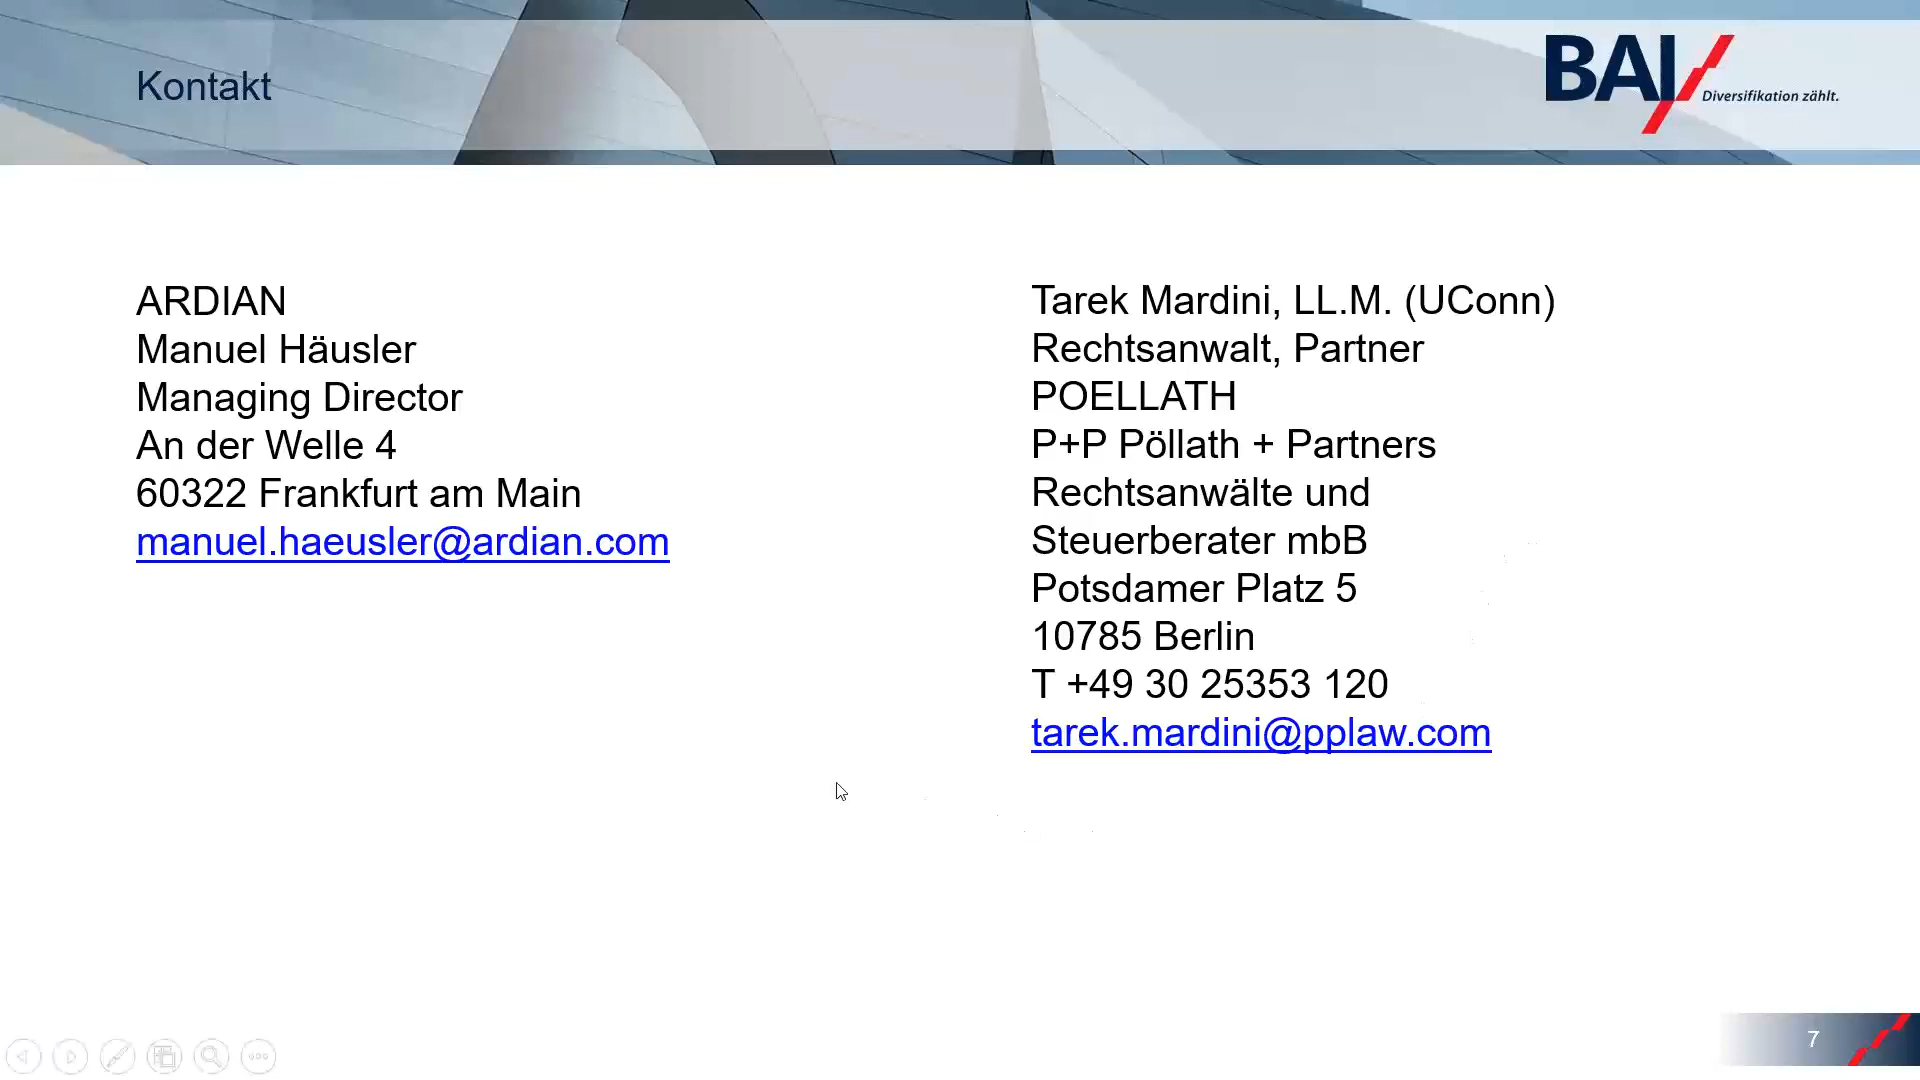 Kontakt
BAI
Diversifikation zählt.
ARDIAN
Manuel Häusler
Managing Director
An der Welle 4
60322 Frankfurt am Main
manuel.haeusler@ardian.com
Tarek Mardini, LL.M. (UConn)
Rechtsanwalt, Partner
POELLATH
P+P Pöllath + Partners
Rechtsanwälte und
Steuerberater mbB
Potsdamer Platz 5
10785 Berlin
T +49 30 25353 120
tarek.mardini@pplaw.com
7